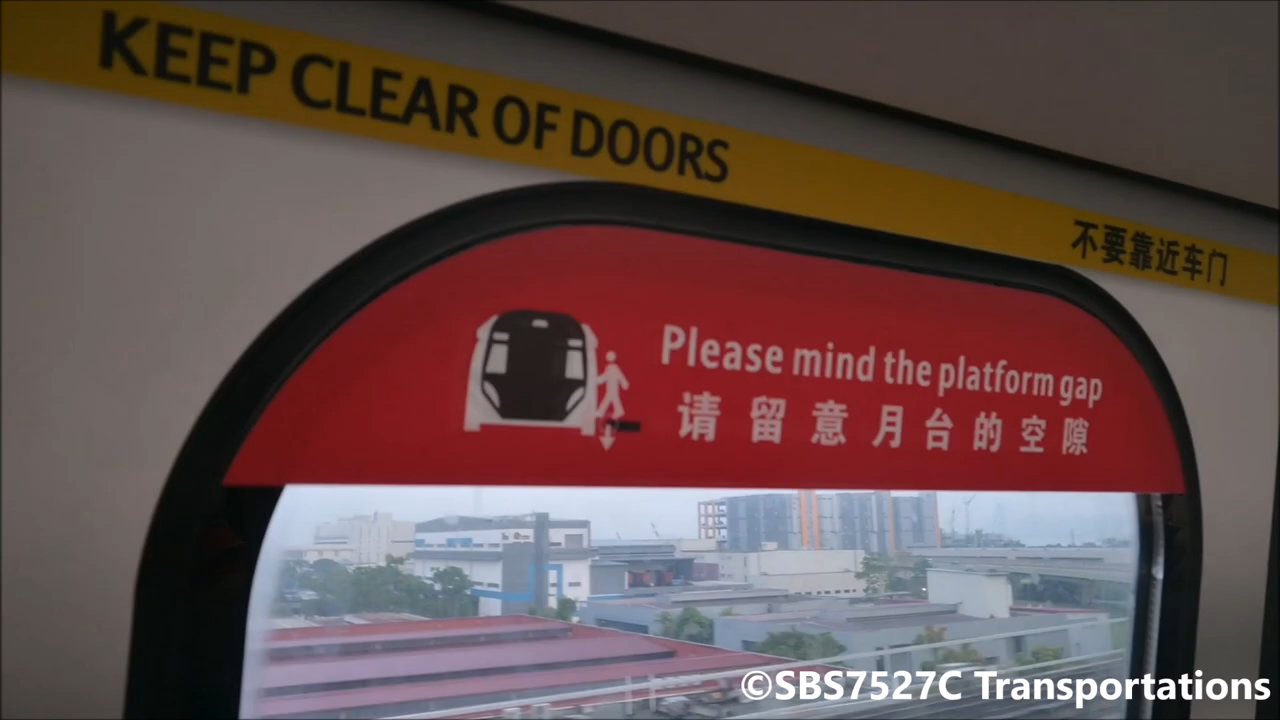 KEEP CLEAR OF DOORS
不要靠近车门
Please mind the platform gap
请留意月台的空隙
©SBS7527C Transportations